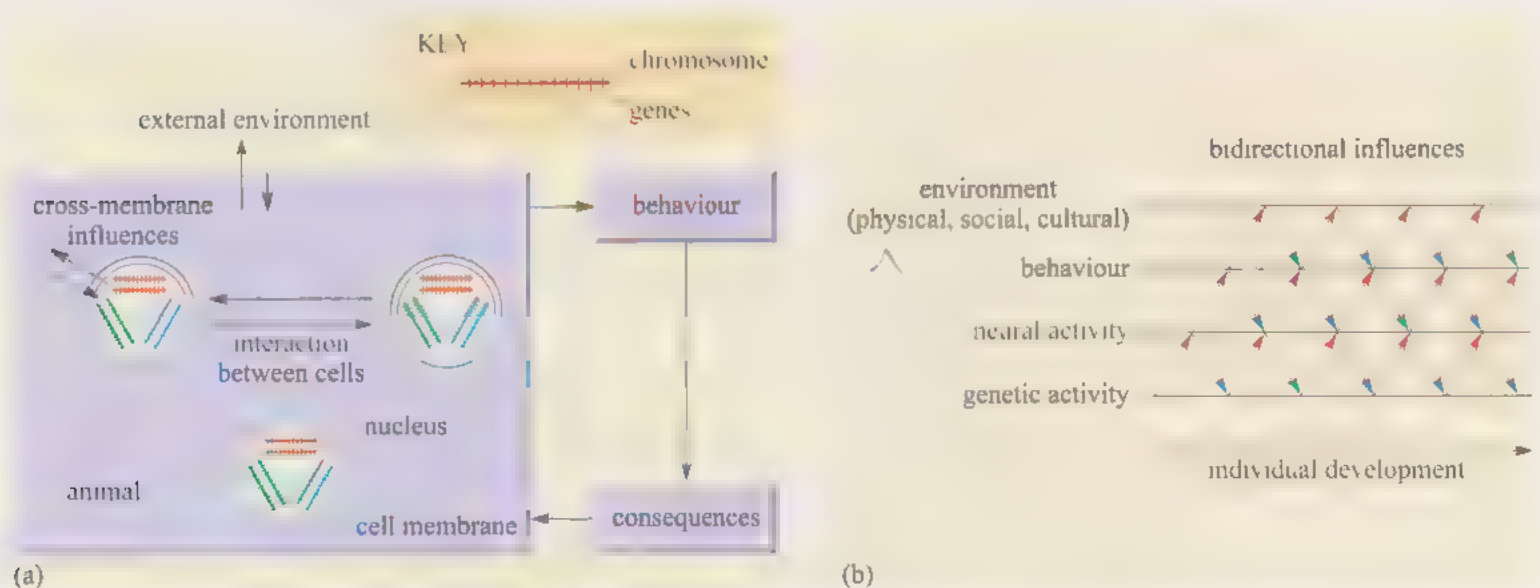 KEY
chromosome
genes
external environment
cross-membrane
influences
behaviour
interaction
between cells
nucleus
animal
cell membrane
consequences
(a)
bidirectional influences
environment
(physical, social, cultural)
behaviour
neural activity
genetic activity
individual development
(b)